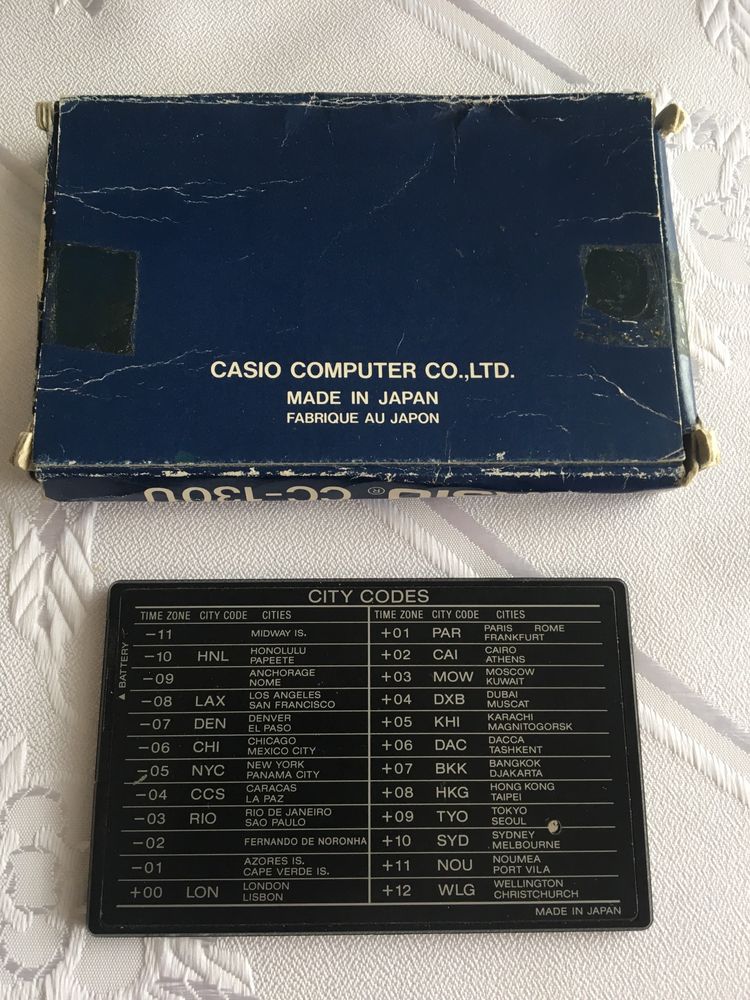 CASIO COMPUTER CO.,LTD.
MADE IN JAPAN
FABRIQUE AU JAPON
CC-1300
CITY CODES
TIME ZONE CITY CODE CITIES
▲ BATTERY
−11 MIDWAY IS.
−10 HNL HONOLULU
PAPEETE
−09 ANCHORAGE
NOME
−08 LAX LOS ANGELES
SAN FRANCISCO
−07 DEN DENVER
EL PASO
−06 CHI CHICAGO
MEXICO CITY
−05 NYC NEW YORK
PANAMA CITY
−04 CCS CARACAS
LA PAZ
−03 RIO RIO DE JANEIRO
SAO PAULO
−02 FERNANDO DE NORONHA
−01 AZORES IS.
CAPE VERDE IS.
+00 LON LONDON
LISBON
TIME ZONE CITY CODE CITIES
+01 PAR PARIS ROME
FRANKFURT
+02 CAI CAIRO
ATHENS
+03 MOW MOSCOW
KUWAIT
+04 DXB DUBAI
MUSCAT
+05 KHI KARACHI
MAGNITOGORSK
+06 DAC DACCA
TASHKENT
+07 BKK BANGKOK
DJAKARTA
+08 HKG HONG KONG
TAIPEI
+09 TYO TOKYO
SEOUL
+10 SYD SYDNEY
MELBOURNE
+11 NOU NOUMEA
PORT VILA
+12 WLG WELLINGTON
CHRISTCHURCH
MADE IN JAPAN